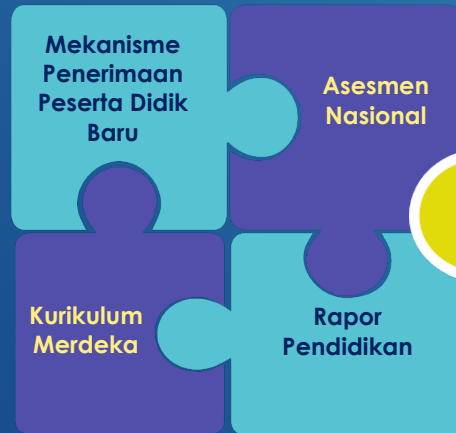 Mekanisme
Penerimaan
Peserta Didik
Baru
Asesmen
Nasional
Kurikulum
Merdeka
Rapor
Pendidikan